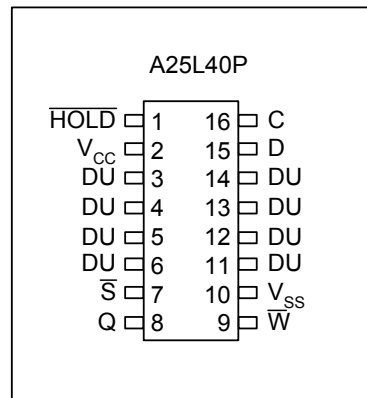 A25L40P
HOLD 1 16 C
VCC 2 15 D
DU 3 14 DU
DU 4 13 DU
DU 5 12 DU
DU 6 11 DU
S 7 10 VSS
Q 8 9 W